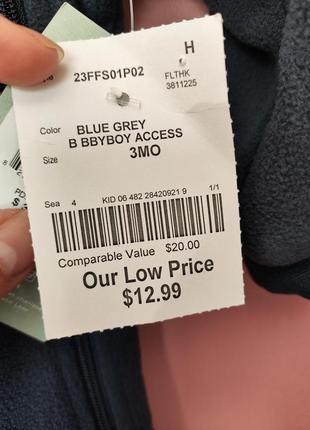 23FFS01P02
H
FLTHK
3811225
Color BLUE GREY
B BBYBOY ACCESS
Size 3MO
Sea 4 KID 06 482 28420921 9 1/1
Comparable Value $20.00
Our Low Price
$12.99